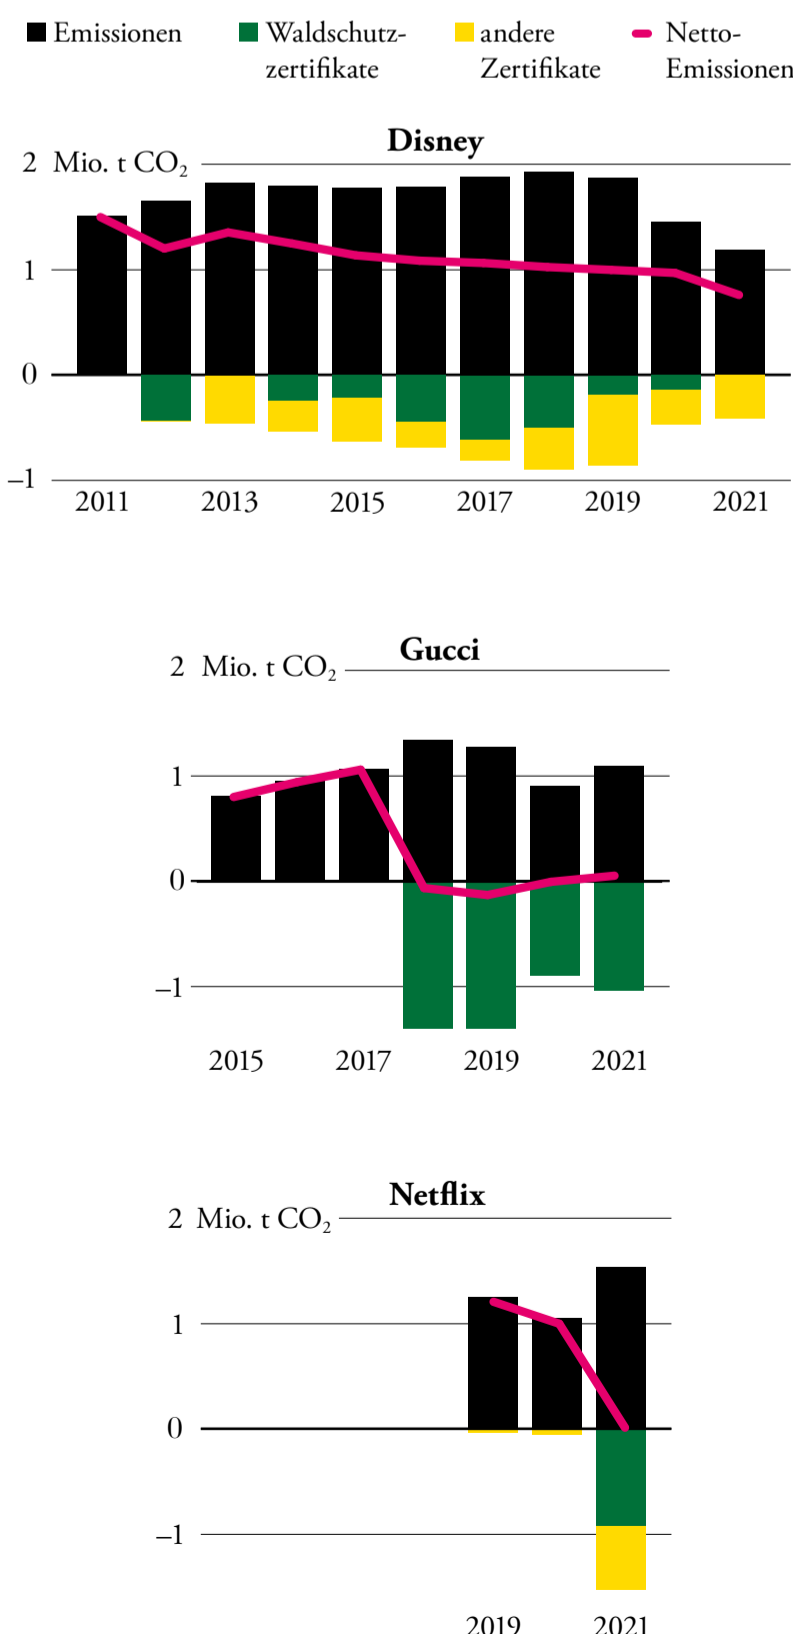 Emissionen
Waldschutz-
zertifikate
andere
Zertifikate
Netto-
Emissionen
Disney
2 Mio. t CO₂
1
0
–1
2011 2013 2015 2017 2019 2021
Gucci
2 Mio. t CO₂
1
0
–1
2015 2017 2019 2021
Netflix
2 Mio. t CO₂
1
0
–1
2019 2021